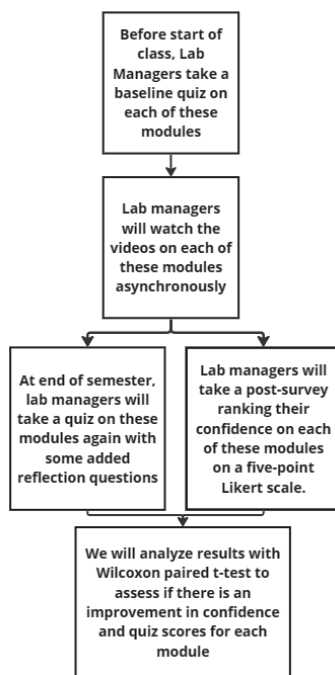 Before start of
class, Lab
Managers take a
baseline quiz on
each of these
modules
Lab managers
will watch the
videos on each of
these modules
asynchronously
At end of semester,
lab managers will
take a quiz on these
modules again with
some added
reflection questions
Lab managers will
take a post-survey
ranking their
confidence on each
of these modules
on a five-point
Likert scale.
We will analyze results with
Wilcoxon paired t-test to
assess if there is an
improvement in confidence
and quiz scores for each
module